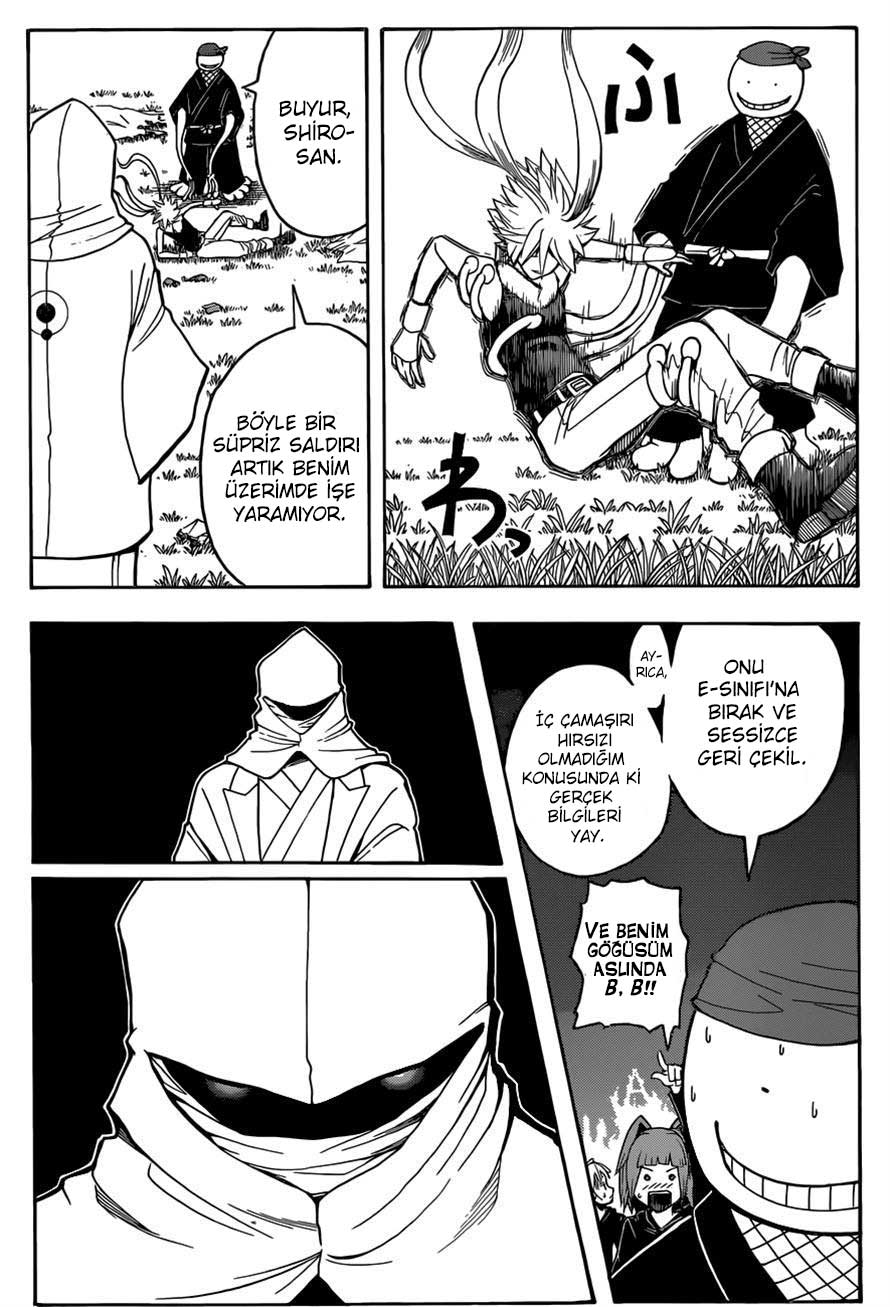 ふ
わっ
BUYUR,
SHIRO-
SAN.
BÖYLE BİR
SÜPRİZ SALDIRI
ARTIK BENİM
ÜZERİMDE İŞE
YARAMIYOR.
ONU
E-SINIFI'NA
BIRAK VE
SESSİZCE
GERİ ÇEKİL.
AY-
RICA,
İÇ ÇAMAŞIRI
HIRSIZI
OLMADIĞIM
KONUSUNDA Kİ
GERÇEK
BİLGİLERİ
YAY.
VE BENİM
GÖĞÜSÜM
ASLINDA
B, B!!
A